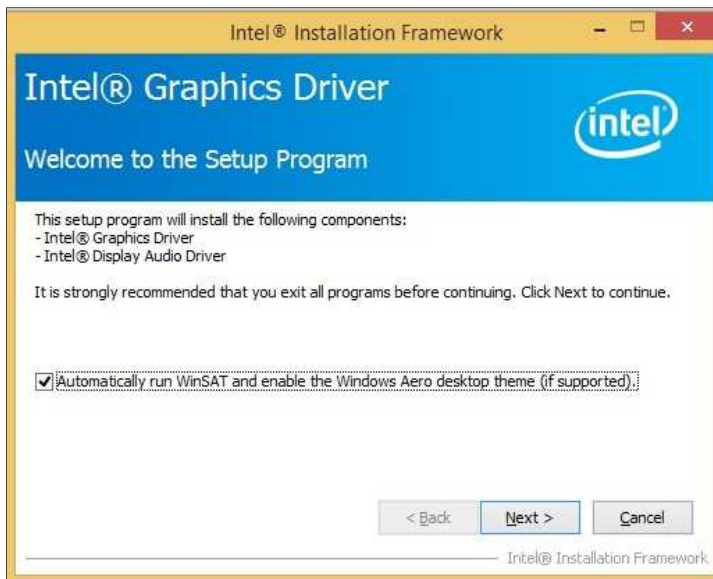 Intel® Installation Framework
Intel® Graphics Driver
intel
Welcome to the Setup Program
This setup program will install the following components:
- Intel® Graphics Driver
- Intel® Display Audio Driver
It is strongly recommended that you exit all programs before continuing. Click Next to continue.
Automatically run WinSAT and enable the Windows Aero desktop theme (if supported).
< Back Next > Cancel
Intel® Installation Framework